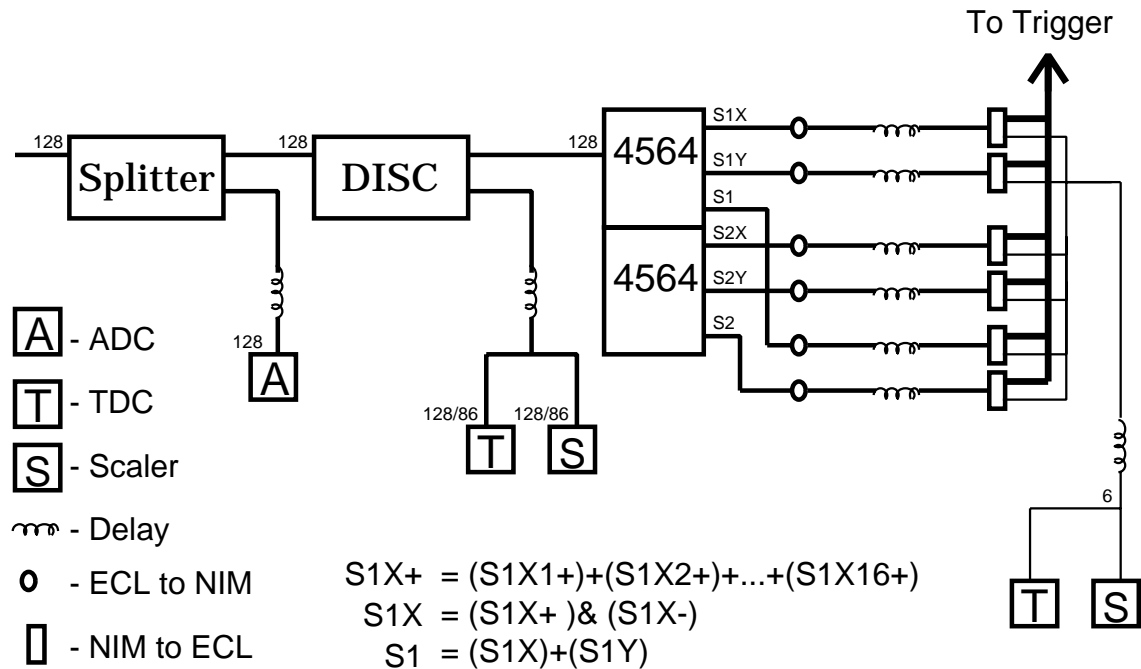 To Trigger
128
Splitter
128
DISC
128
4564
4564
S1X
S1Y
S1
S2X
S2Y
S2
128
A
128/86
T
128/86
S
6
T
S
A - ADC
T - TDC
S - Scaler
- Delay
- ECL to NIM
- NIM to ECL
S1X+ = (S1X1+)+(S1X2+)+...+(S1X16+)
S1X = (S1X+ )& (S1X-)
S1 = (S1X)+(S1Y)